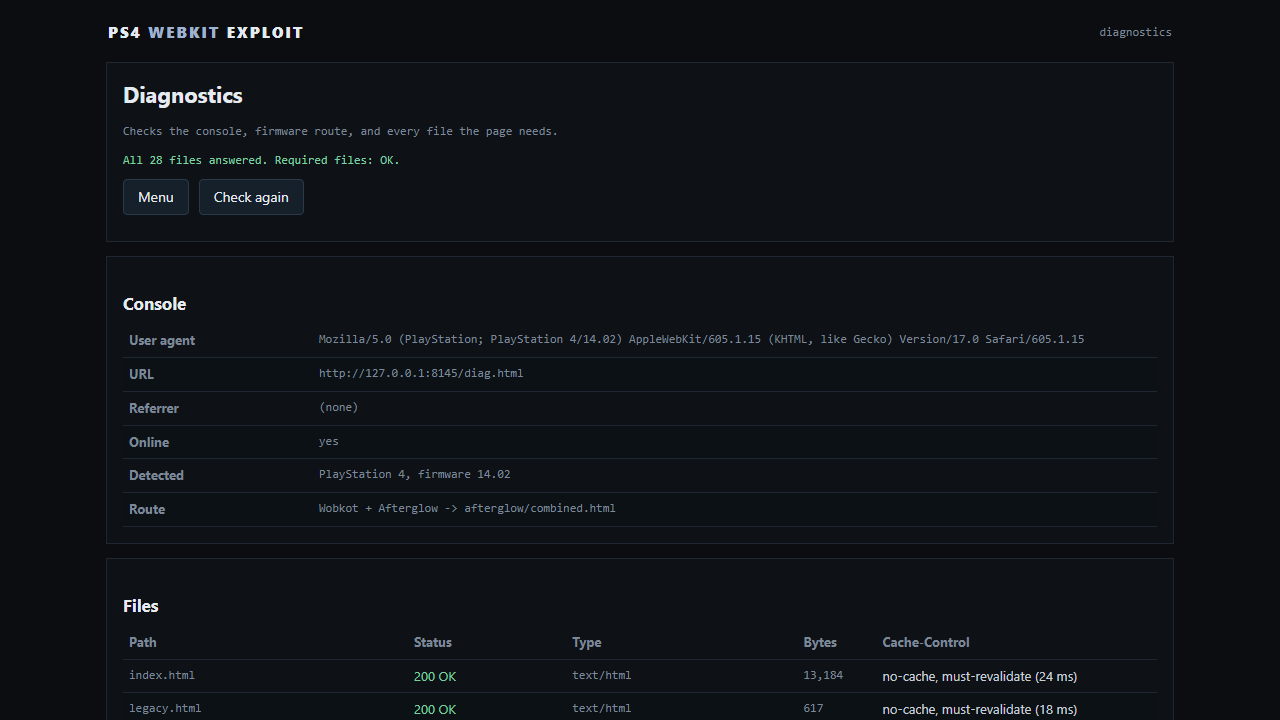 PS4 WEBKIT EXPLOIT
diagnostics
Diagnostics
Checks the console, firmware route, and every file the page needs.
All 28 files answered. Required files: OK.
Menu
Check again
Console
User agent Mozilla/5.0 (PlayStation; PlayStation 4/14.02) AppleWebKit/605.1.15 (KHTML, like Gecko) Version/17.0 Safari/605.1.15
URL http://127.0.0.1:8145/diag.html
Referrer (none)
Online yes
Detected PlayStation 4, firmware 14.02
Route Wobkot + Afterglow -> afterglow/combined.html
Files
Path Status Type Bytes Cache-Control
index.html 200 OK text/html 13,184 no-cache, must-revalidate (24 ms)
legacy.html 200 OK text/html 617 no-cache, must-revalidate (18 ms)